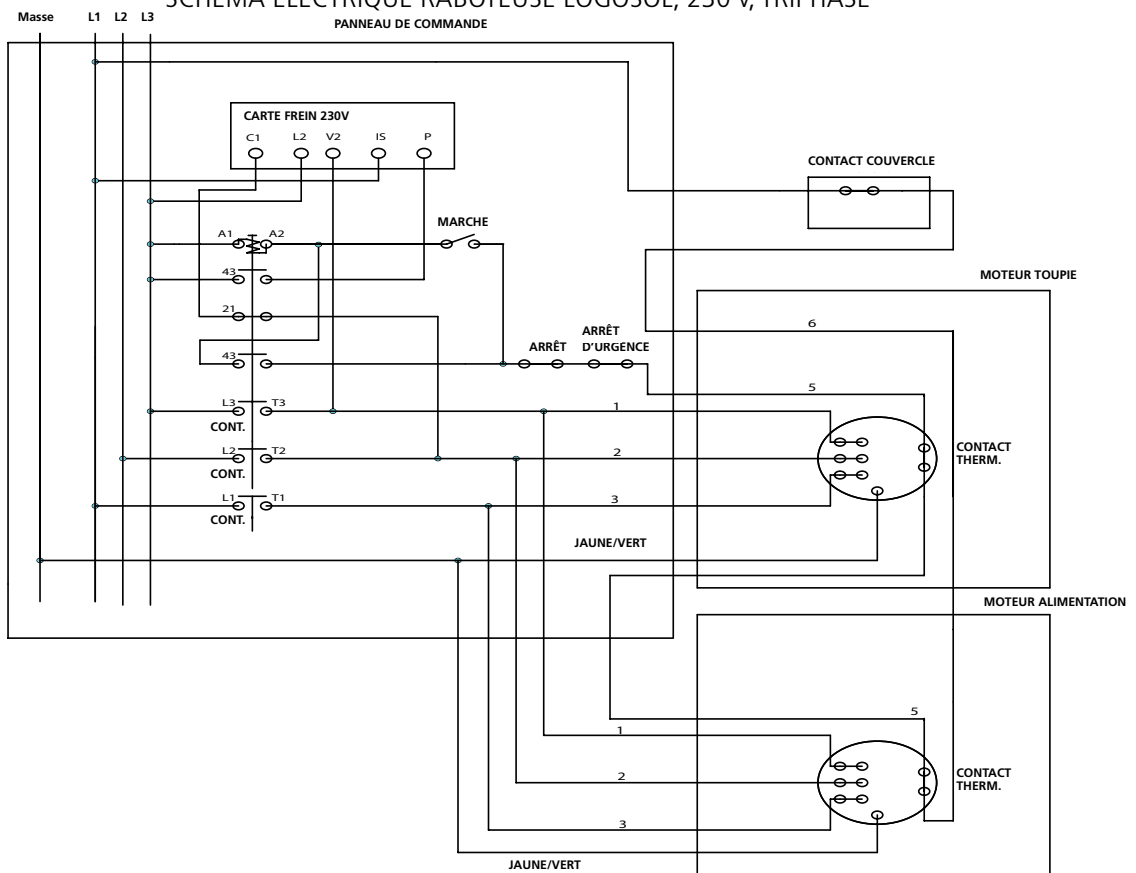 SCHÉMA ÉLECTRIQUE RABOTEUSE LOGOSOL, 230 V, TRIPHASÉ
Masse L1 L2 L3
PANNEAU DE COMMANDE
CARTE FREIN 230V
C1 L2 V2 IS P
CONTACT COUVERCLE
MARCHE
A1 A2
43
MOTEUR TOUPIE
21
6
ARRÊT
ARRÊT
D'URGENCE
43
5
L3 T3
1
CONT.
L2 T2
2
CONTACT
THERM.
CONT.
L1 T1
3
CONT.
JAUNE/VERT
MOTEUR ALIMENTATION
5
1
2
CONTACT
THERM.
3
JAUNE/VERT